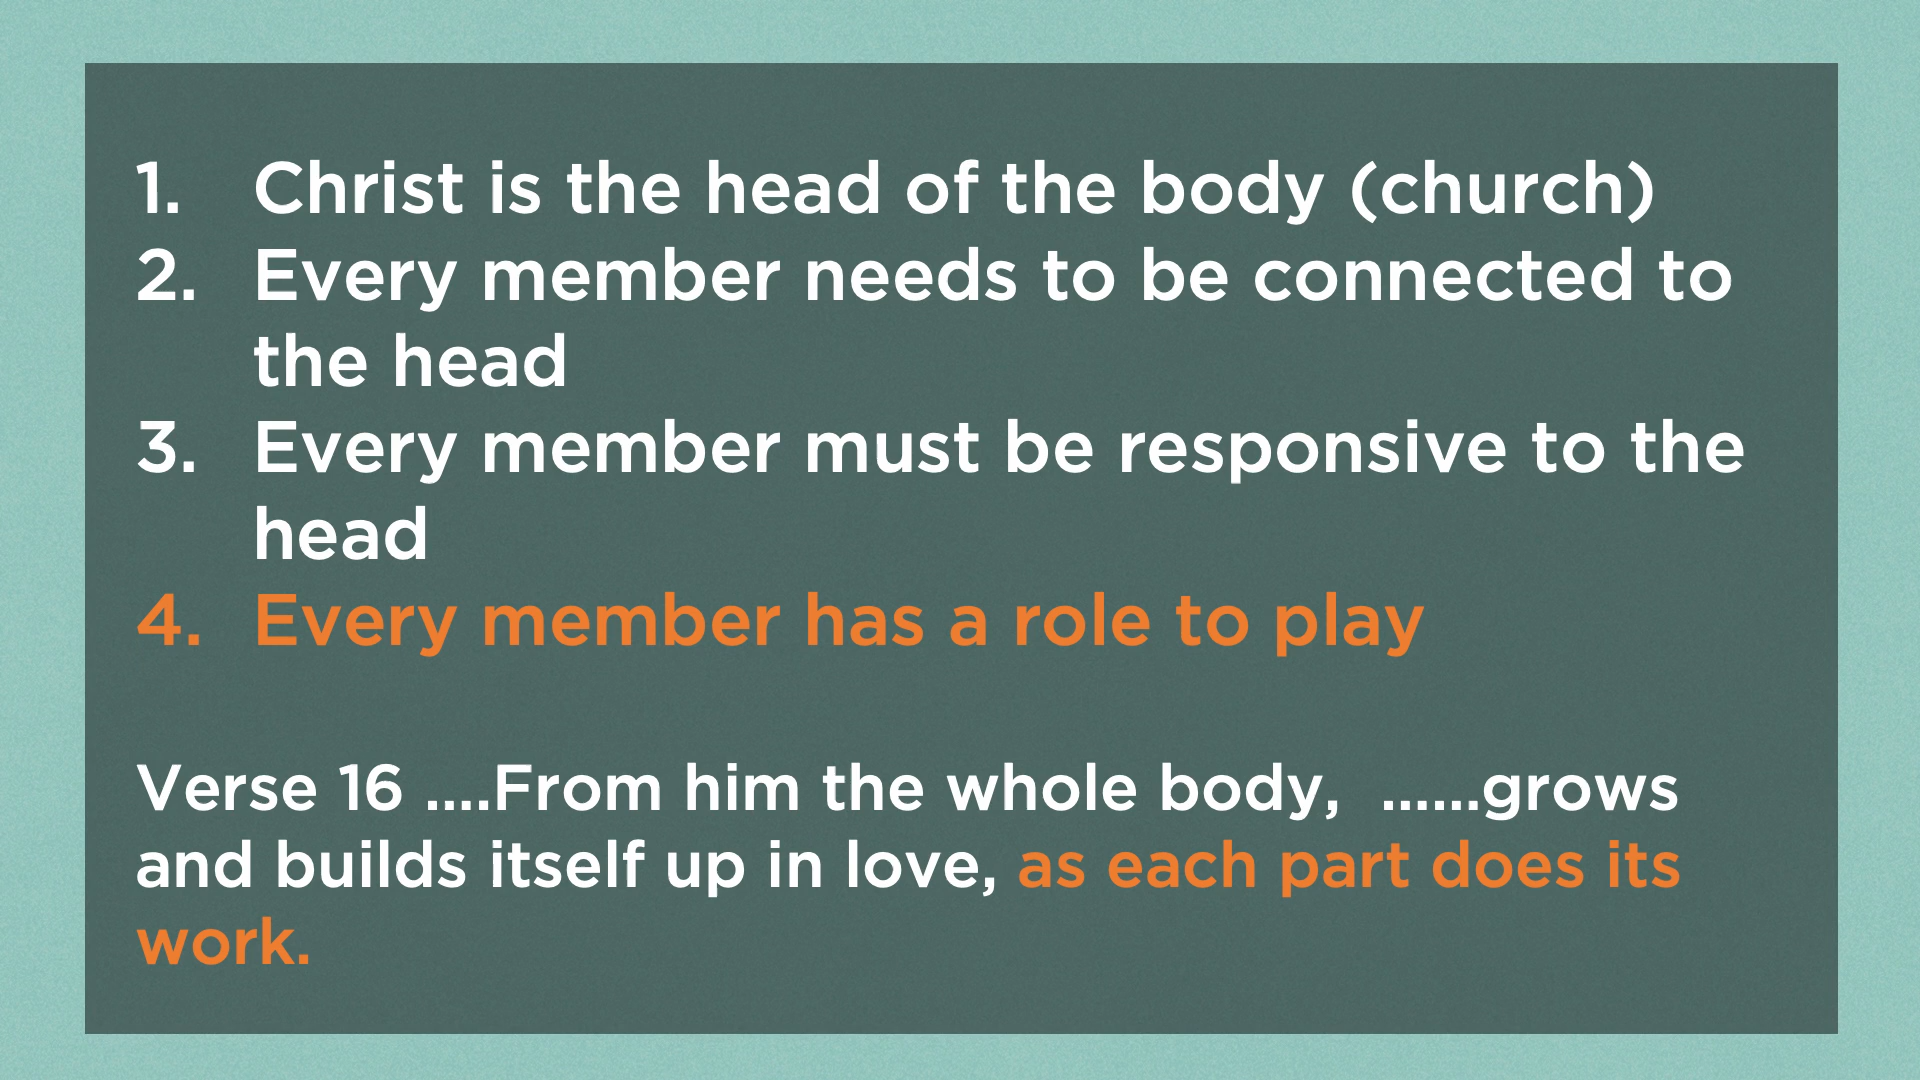 1. Christ is the head of the body (church)
2. Every member needs to be connected to
the head
3. Every member must be responsive to the
head
4. Every member has a role to play
Verse 16 ....From him the whole body,  ......grows
and builds itself up in love, as each part does its
work.